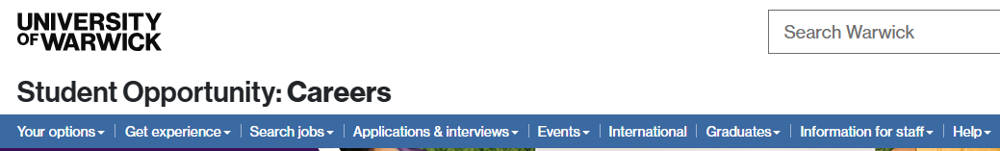 UNIVERSITY
OF WARWICK
Search Warwick
Student Opportunity: Careers
Your options Get experience Search jobs Applications & interviews Events International Graduates Information for staff Help